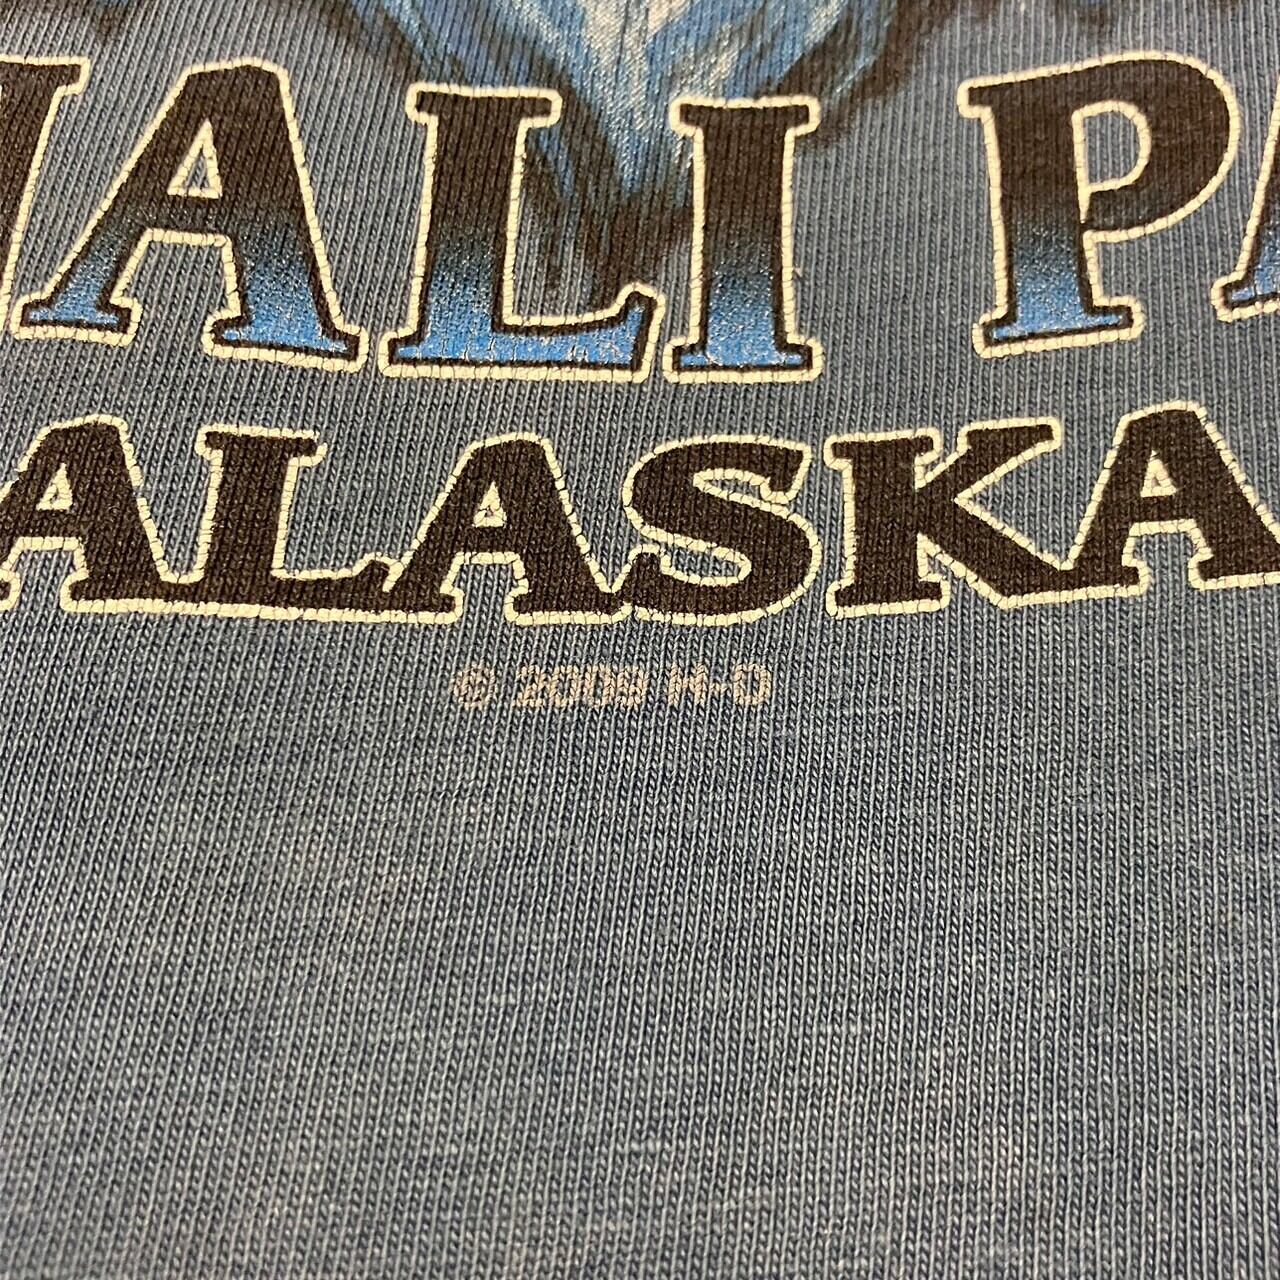 NALI PA
ALASKA
© 2009 H-O